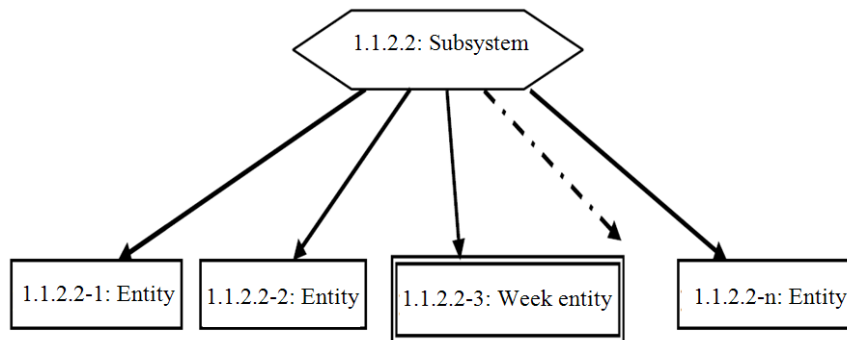 1.1.2.2: Subsystem
1.1.2.2-1: Entity
1.1.2.2-2: Entity
1.1.2.2-3: Week entity
1.1.2.2-n: Entity